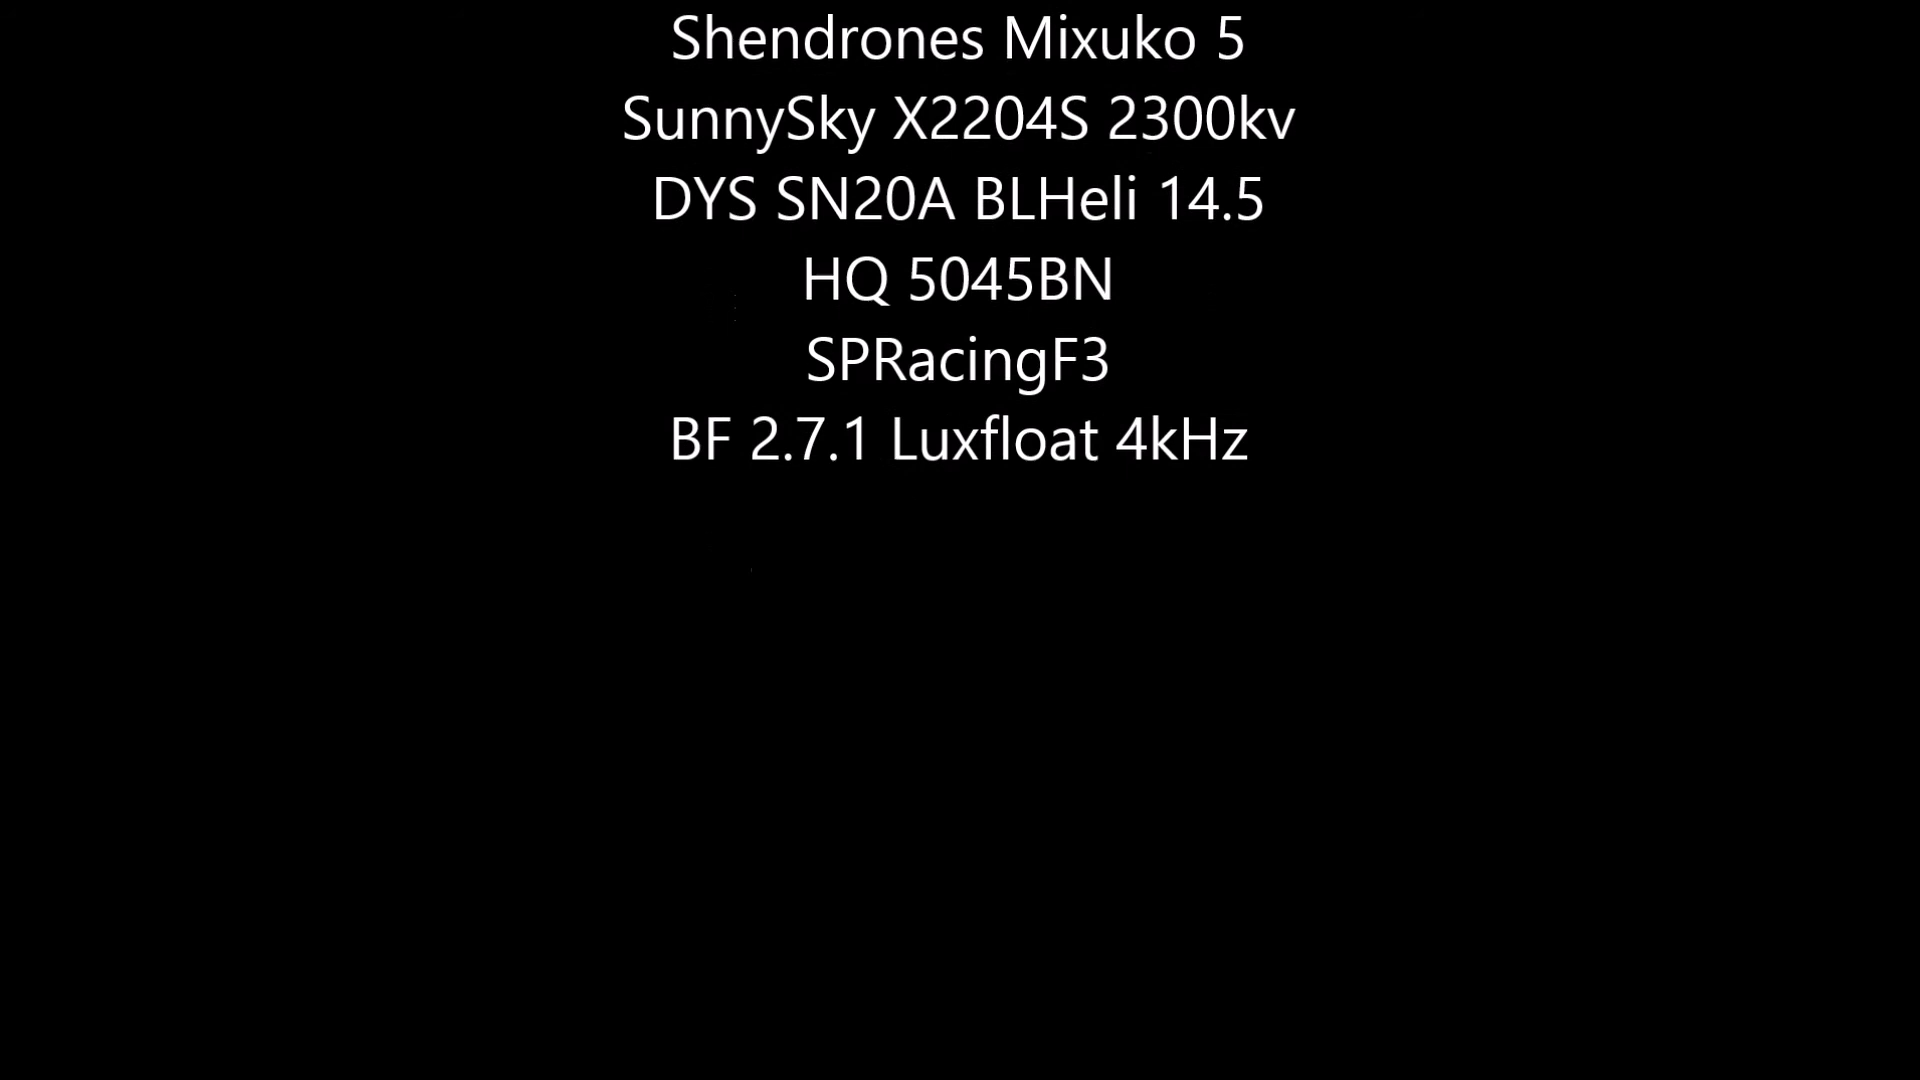 Shendrones Mixuko 5
SunnySky X2204S 2300kv
DYS SN20A BLHeli 14.5
HQ 5045BN
SPRacingF3
BF 2.7.1 Luxfloat 4kHz